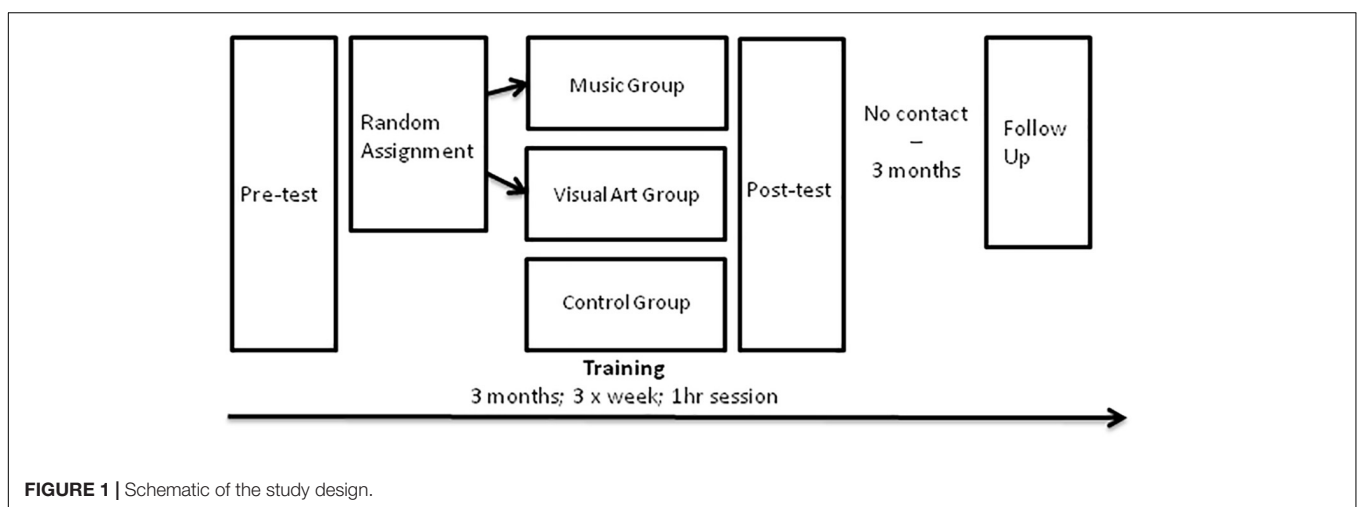 Pre-test
Random
Assignment
Music Group
Visual Art Group
Control Group
Post-test
No contact
–
3 months
Follow
Up
Training
3 months; 3 x week; 1hr session
FIGURE 1 | Schematic of the study design.